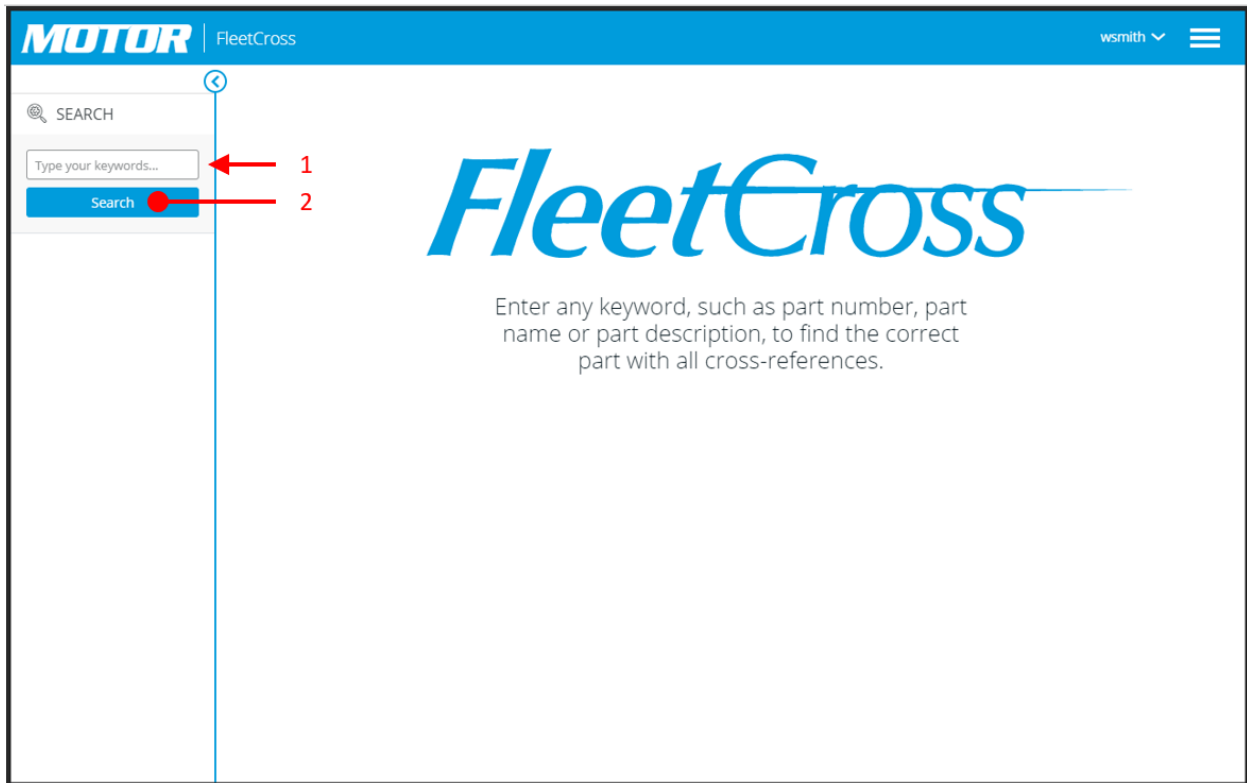 MOTOR FleetCross wsmith
SEARCH
Type your keywords...
1
Search
2
FleetCross
Enter any keyword, such as part number, part
name or part description, to find the correct
part with all cross-references.